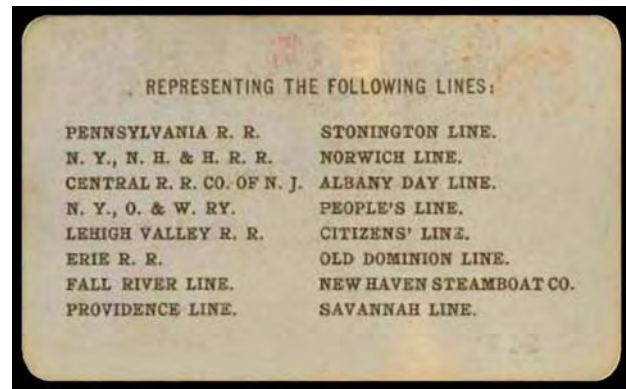 REPRESENTING THE FOLLOWING LINES:
PENNSYLVANIA R. R.
N. Y., N. H. & H. R. R.
CENTRAL R. R. CO. OF N. J.
N. Y., O. & W. RY.
LEHIGH VALLEY R. R.
ERIE R. R.
FALL RIVER LINE.
PROVIDENCE LINE.
STONINGTON LINE.
NORWICH LINE.
ALBANY DAY LINE.
PEOPLE'S LINE.
CITIZENS' LINE.
OLD DOMINION LINE.
NEW HAVEN STEAMBOAT CO.
SAVANNAH LINE.